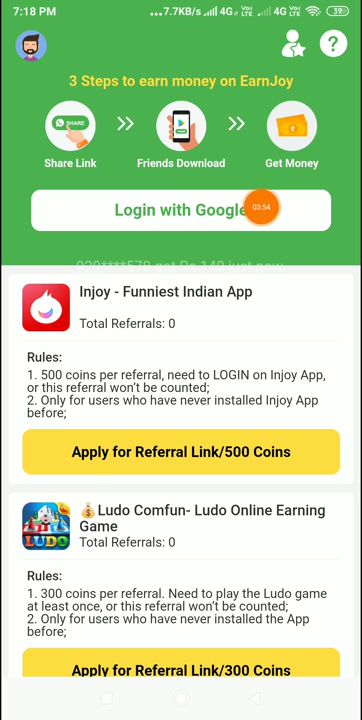 7:18 PM ...7.7KB/s 4G Vo LTE 4G Vo LTE 39
3 Steps to earn money on EarnJoy
SHARE
Share Link Friends Download Get Money
Login with Google
03:54
Injoy - Funniest Indian App
Total Referrals: 0
Rules:
1. 500 coins per referral, need to LOGIN on Injoy App,
or this referral won't be counted;
2. Only for users who have never installed Injoy App
before;
Apply for Referral Link/500 Coins
💰Ludo Comfun- Ludo Online Earning
Game
LUDO
Total Referrals: 0
Rules:
1. 300 coins per referral. Need to play the Ludo game
at least once, or this referral won't be counted;
2. Only for users who have never installed the App
before;
Apply for Referral Link/300 Coins